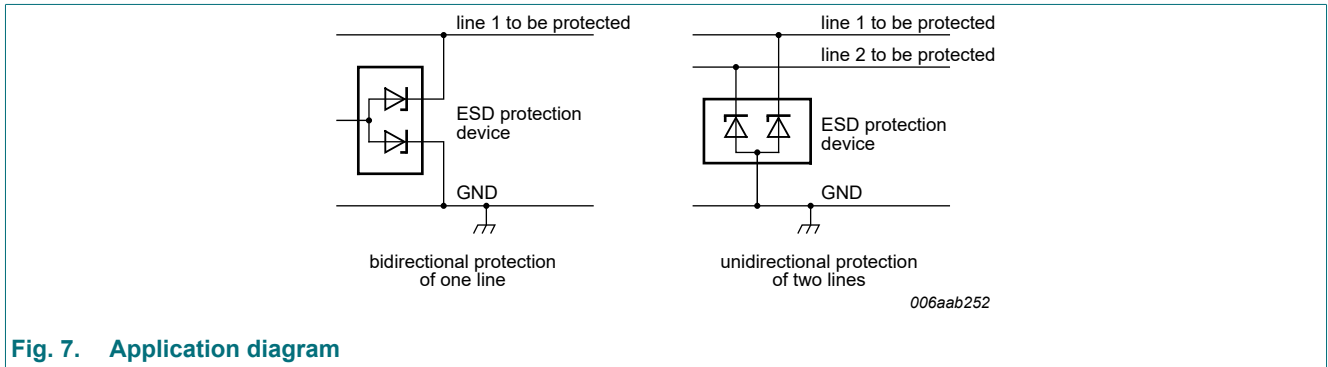 line 1 to be protected
ESD protection
device
GND
bidirectional protection
of one line
line 1 to be protected
line 2 to be protected
ESD protection
device
GND
unidirectional protection
of two lines
006aab252
Fig. 7. Application diagram